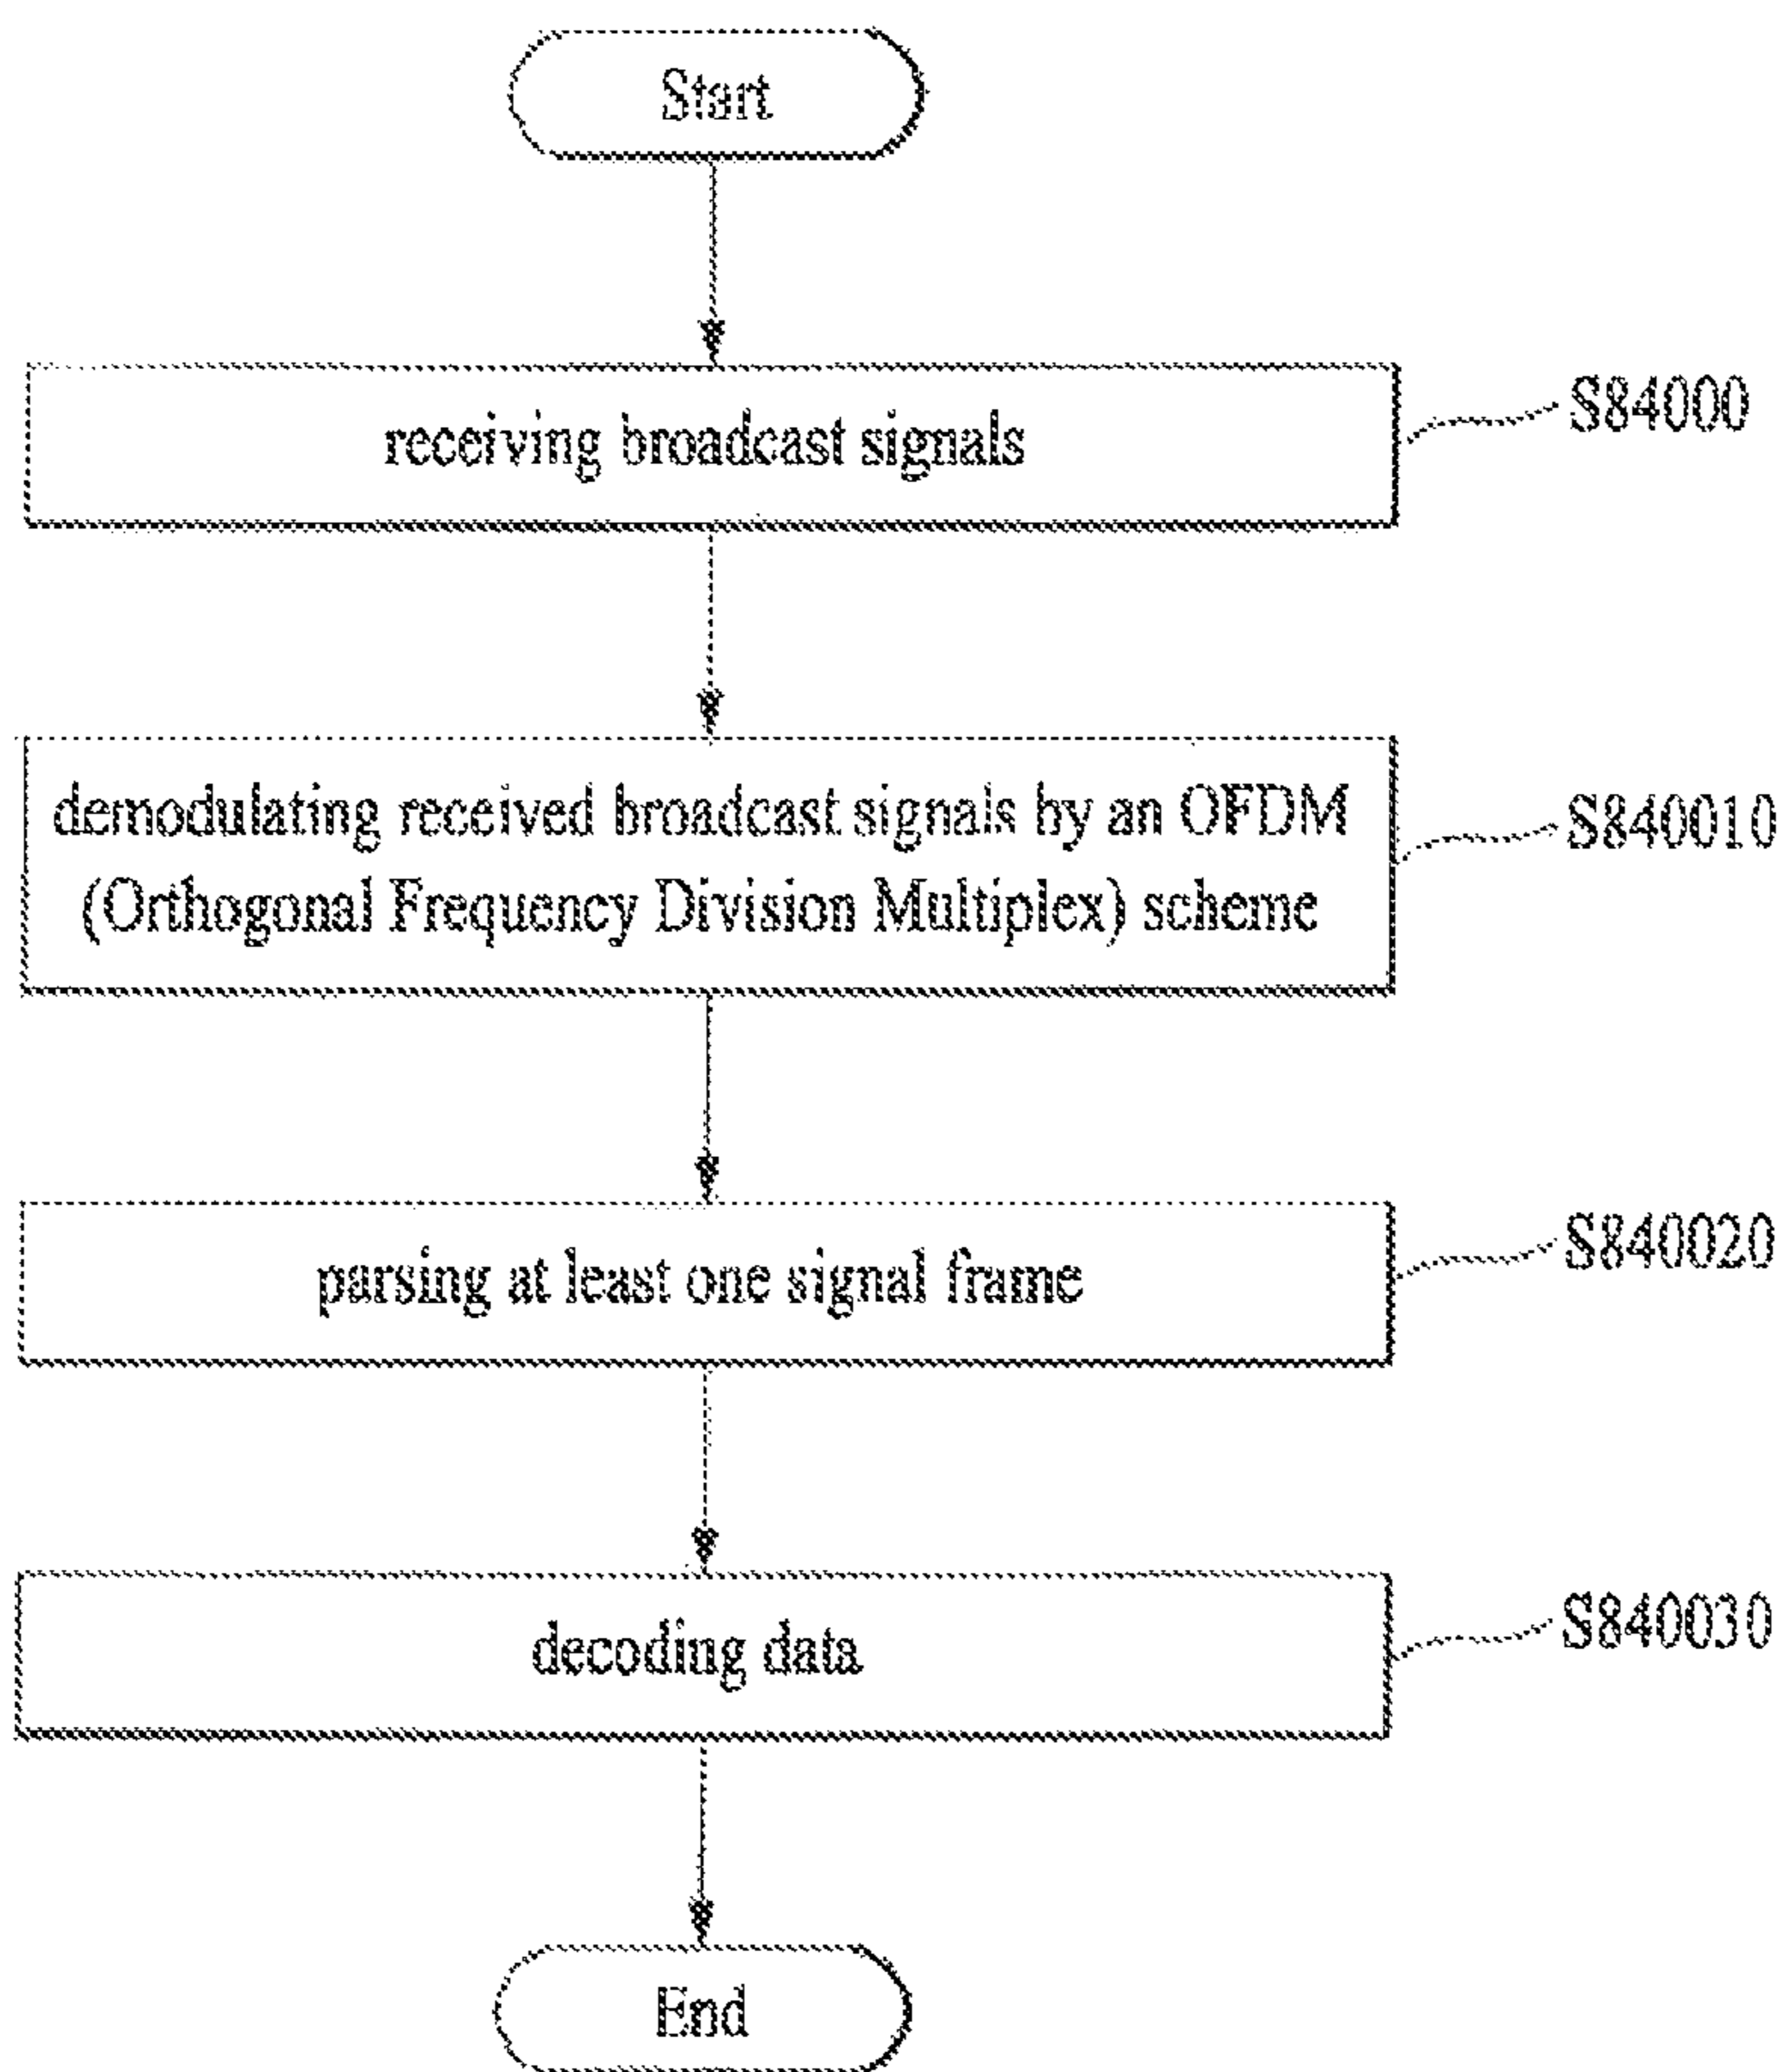 Start
receiving broadcast signals
S84000
demodulating received broadcast signals by an OFDM
(Orthogonal Frequency Division Multiplex) scheme
S840010
parsing at least one signal frame
S840020
decoding data
S840030
End